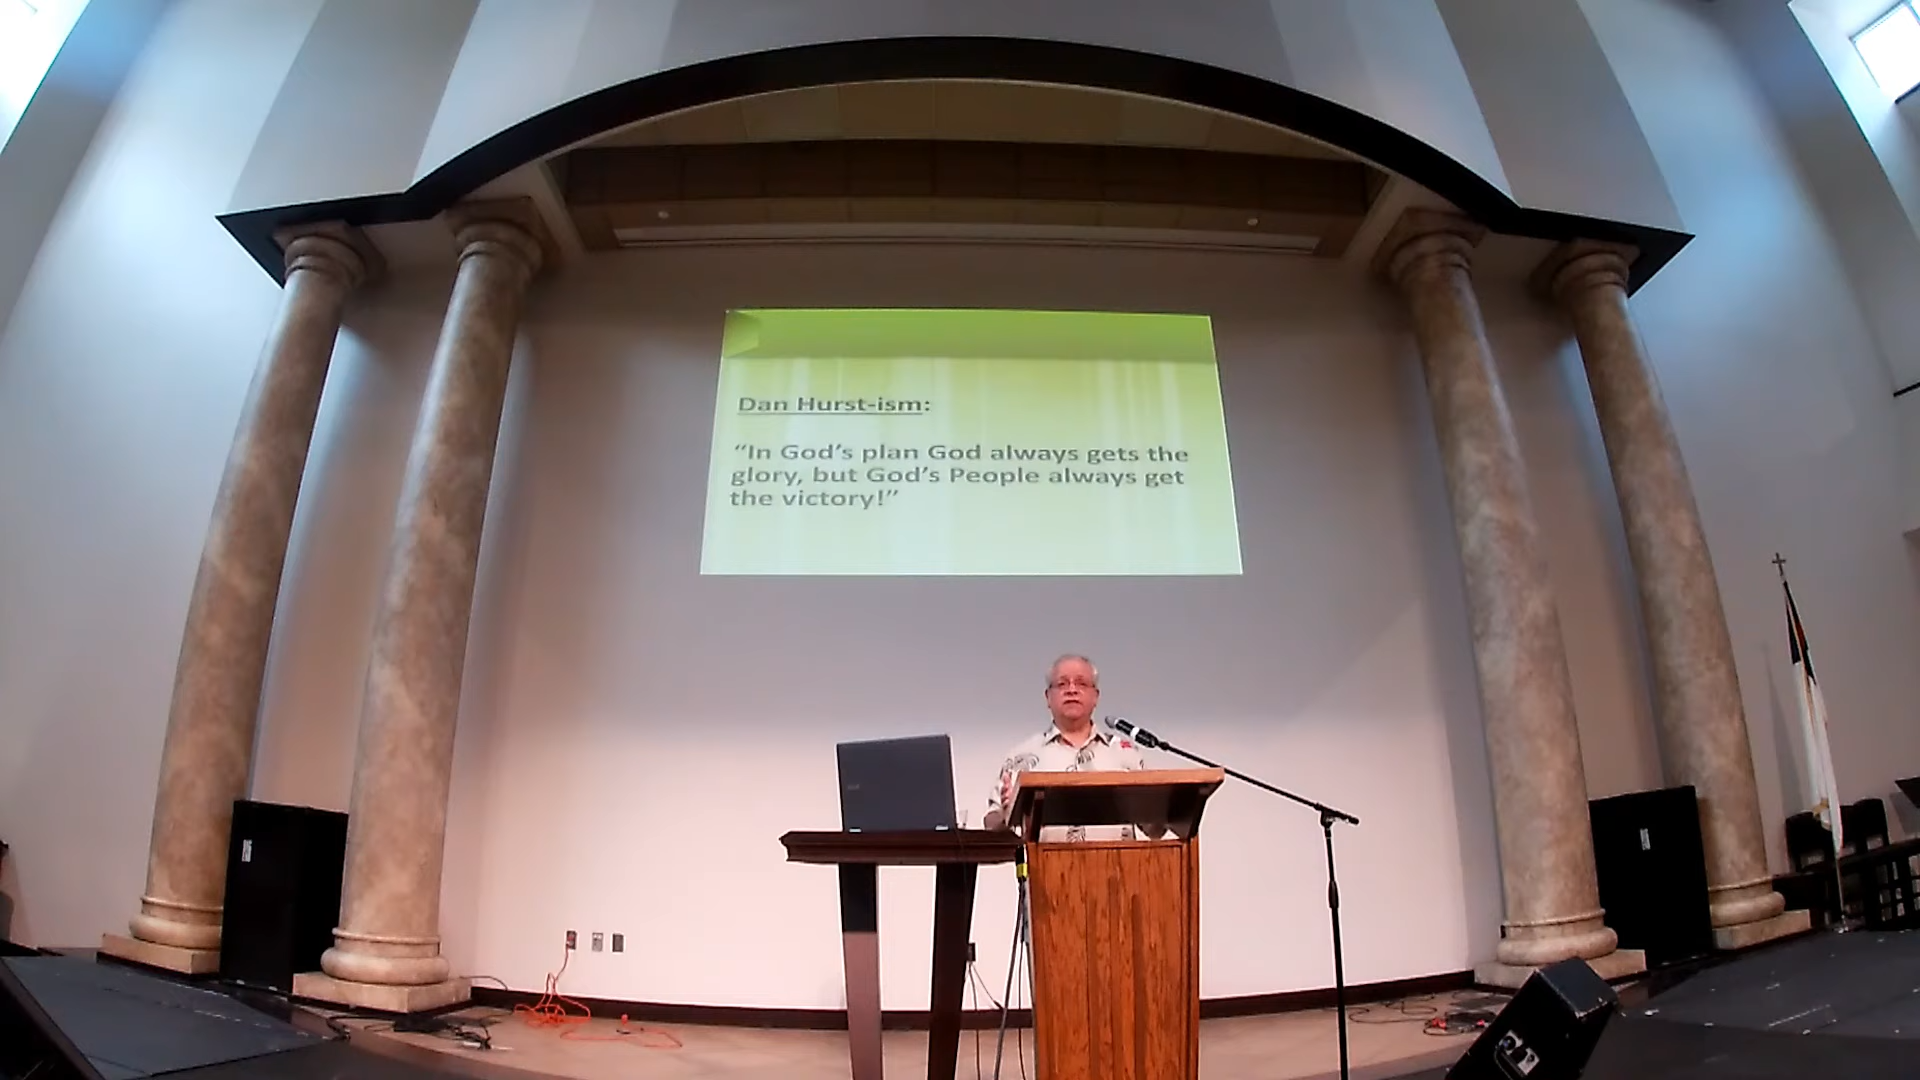 Dan Hurst-ism:
“In God’s plan God always gets the
glory, but God’s People always get
the victory!”